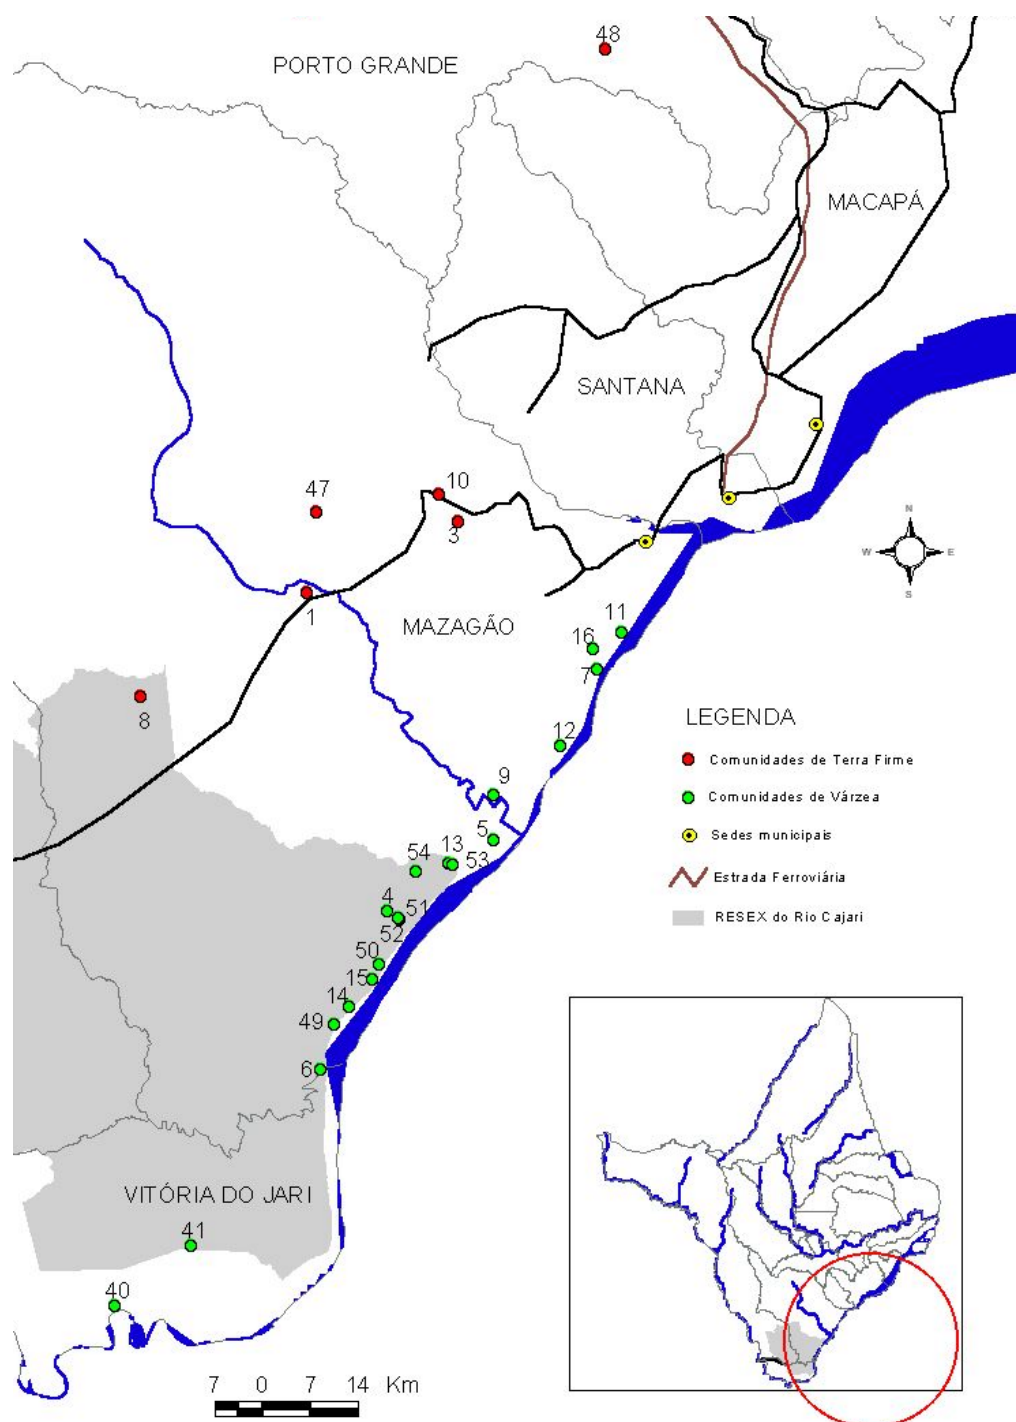 48
PORTO GRANDE
MACAPÁ
SANTANA
47
10
3
N
W
E
S
1
MAZAGÃO
11
16
7
8
LEGENDA
12
Comunidades de Terra Firme
9
Comunidades de Várzea
5
Sedes municipais
13
54
53
Estrada Ferroviária
4
51
RESEX do Rio Cajari
52
50
15
14
49
6
VITÓRIA DO JARI
41
40
7 0 7 14 Km